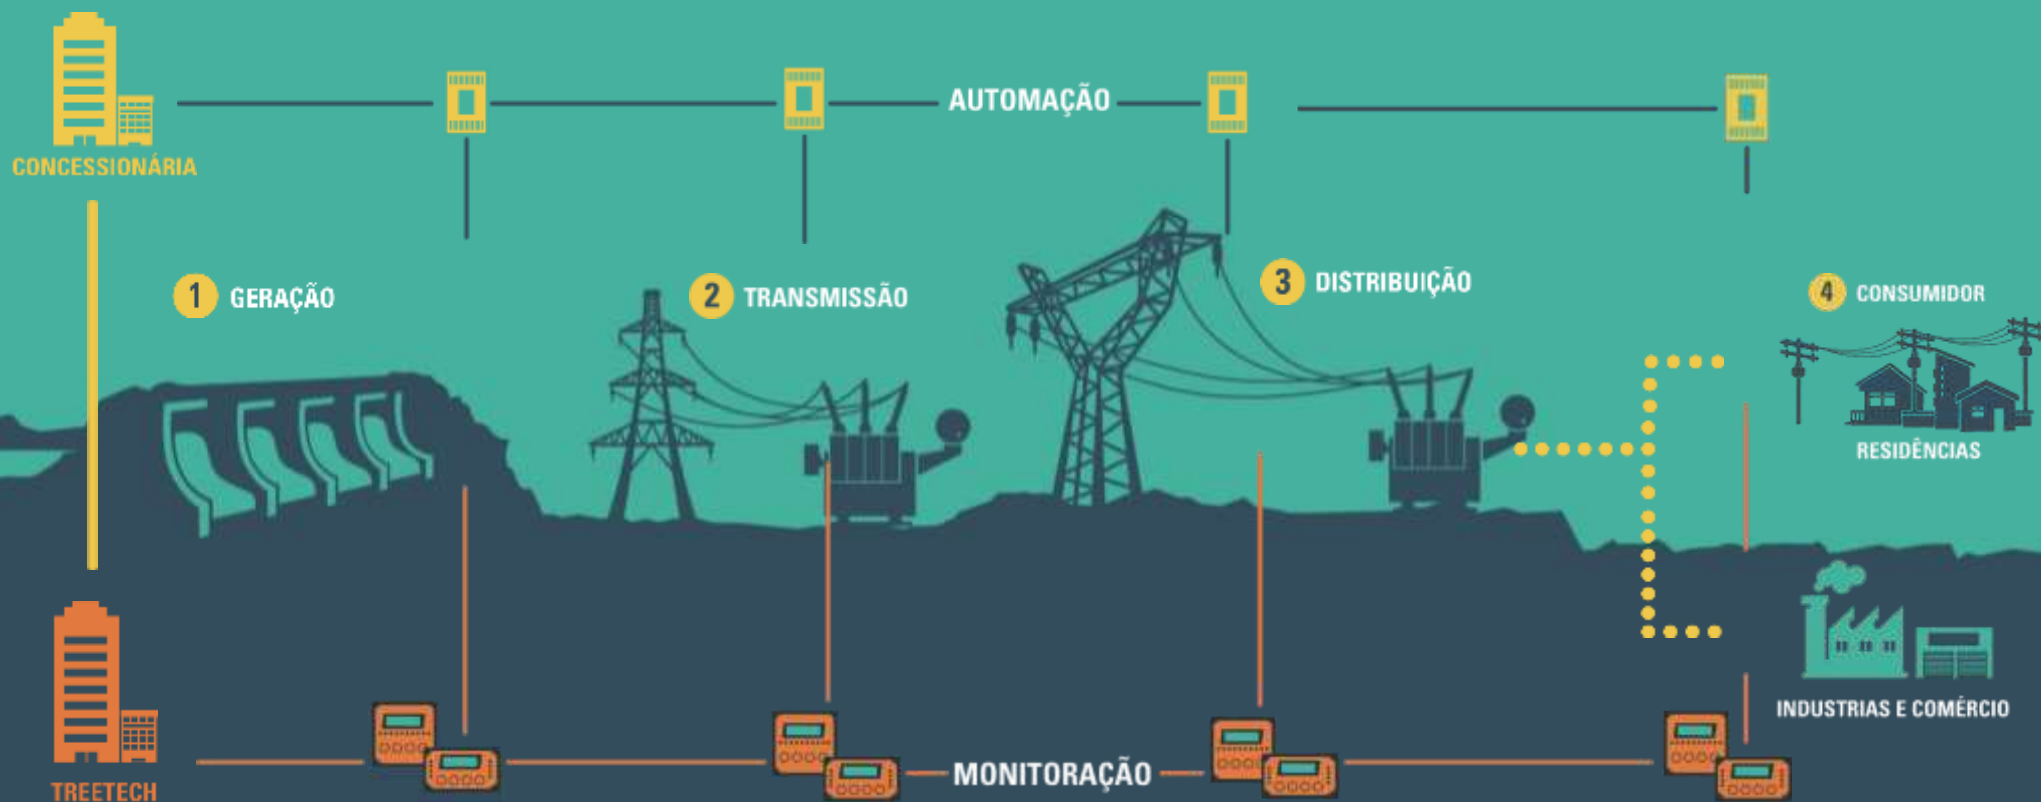 AUTOMAÇÃO
CONCESSIONÁRIA
1 GERAÇÃO
2 TRANSMISSÃO
3 DISTRIBUIÇÃO
4 CONSUMIDOR
RESIDÊNCIAS
INDUSTRIAS E COMÉRCIO
MONITORAÇÃO
TREETECH